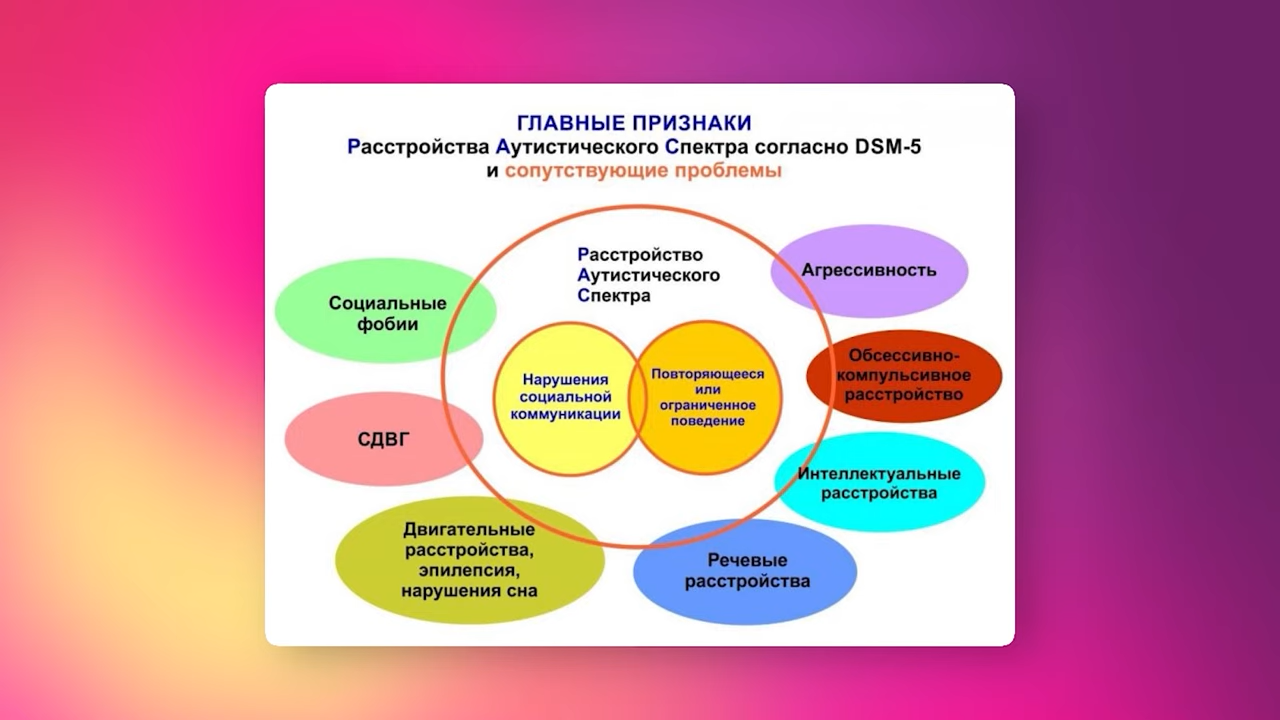 ГЛАВНЫЕ ПРИЗНАКИ
Расстройства Аутистического Спектра согласно DSM-5
и сопутствующие проблемы
Расстройство
Аутистического
Спектра
Нарушения
социальной
коммуникации
Повторяющееся
или
ограниченное
поведение
Социальные
фобии
СДВГ
Двигательные
расстройства,
эпилепсия,
нарушения сна
Речевые
расстройства
Интеллектуальные
расстройства
Обсессивно-
компульсивное
расстройство
Агрессивность